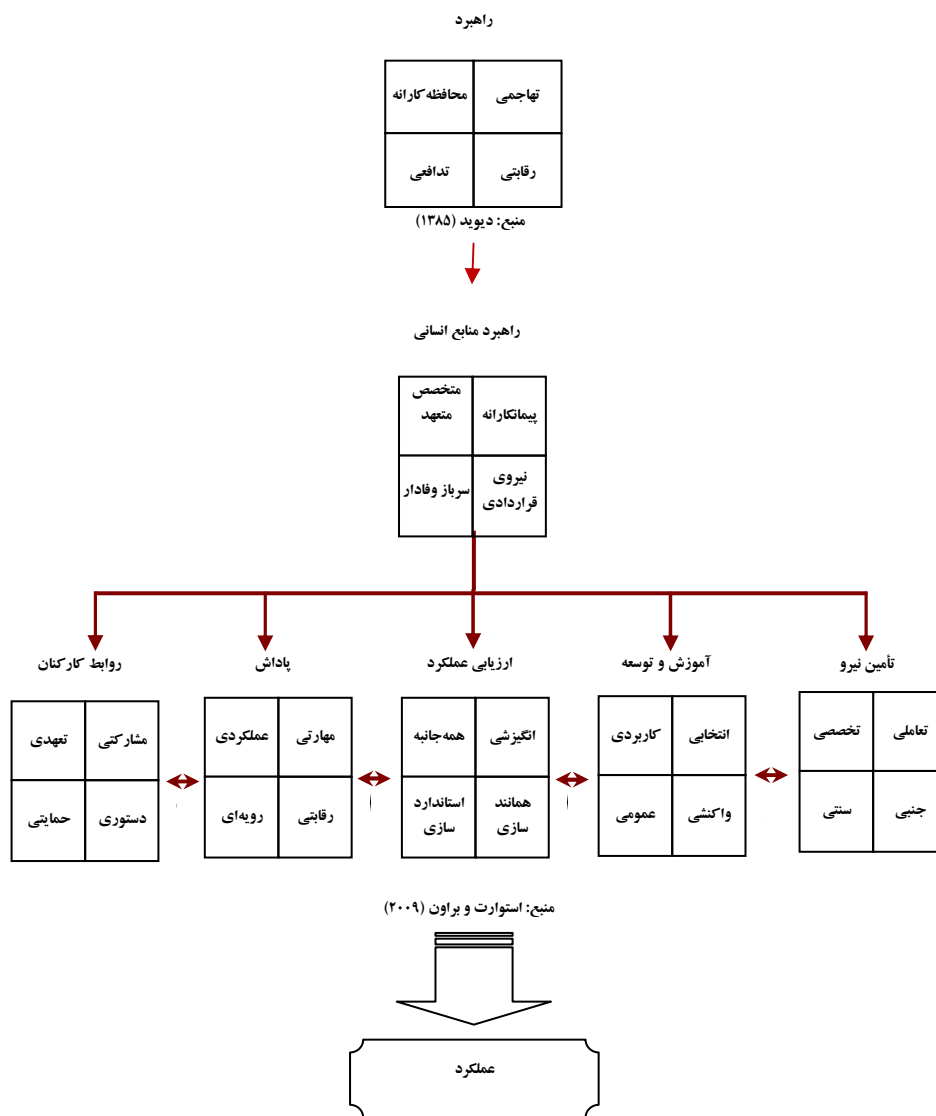 راهبرد
تهاجمی
محافظه‌کارانه
رقابتی
تدافعی
منبع: دیوید (۱۳۸۵)
راهبرد منابع انسانی
پیمانکارانه
متخصص
متعهد
نیروی
قراردادی
سرباز وفادار
تأمین نیرو
تعاملی
تخصصی
جنبی
سنتی
آموزش و توسعه
انتخابی
کاربردی
واکنشی
عمومی
ارزیابی عملکرد
انگیزشی
همه‌جانبه
همانند
سازی
استاندارد
سازی
پاداش
مهارتی
عملکردی
رقابتی
رویه‌ای
روابط کارکنان
مشارکتی
تعهدی
دستوری
حمایتی
منبع: استوارت و براون (۲۰۰۹)
عملکرد